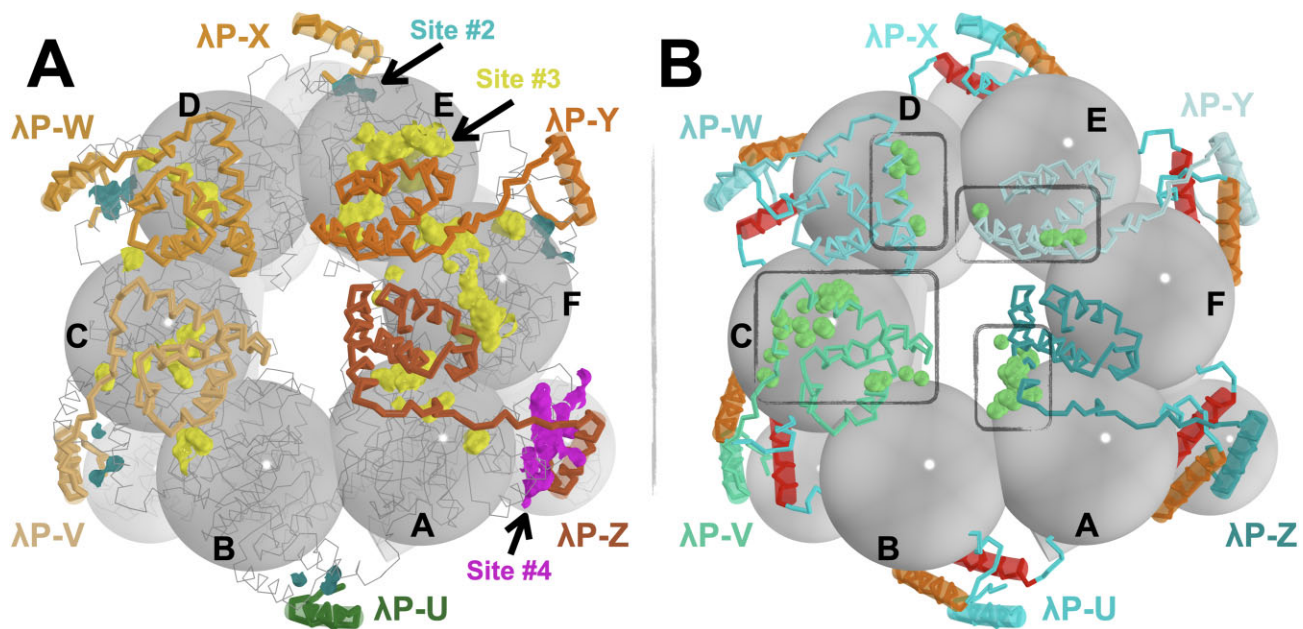 A
λP-X
Site #2
D
E
Site #3
λP-W
λP-Y
C
F
λP-V
B
A
λP-Z
Site #4
λP-U
B
λP-X
D
E
λP-Y
λP-W
C
F
λP-V
B
A
λP-Z
λP-U